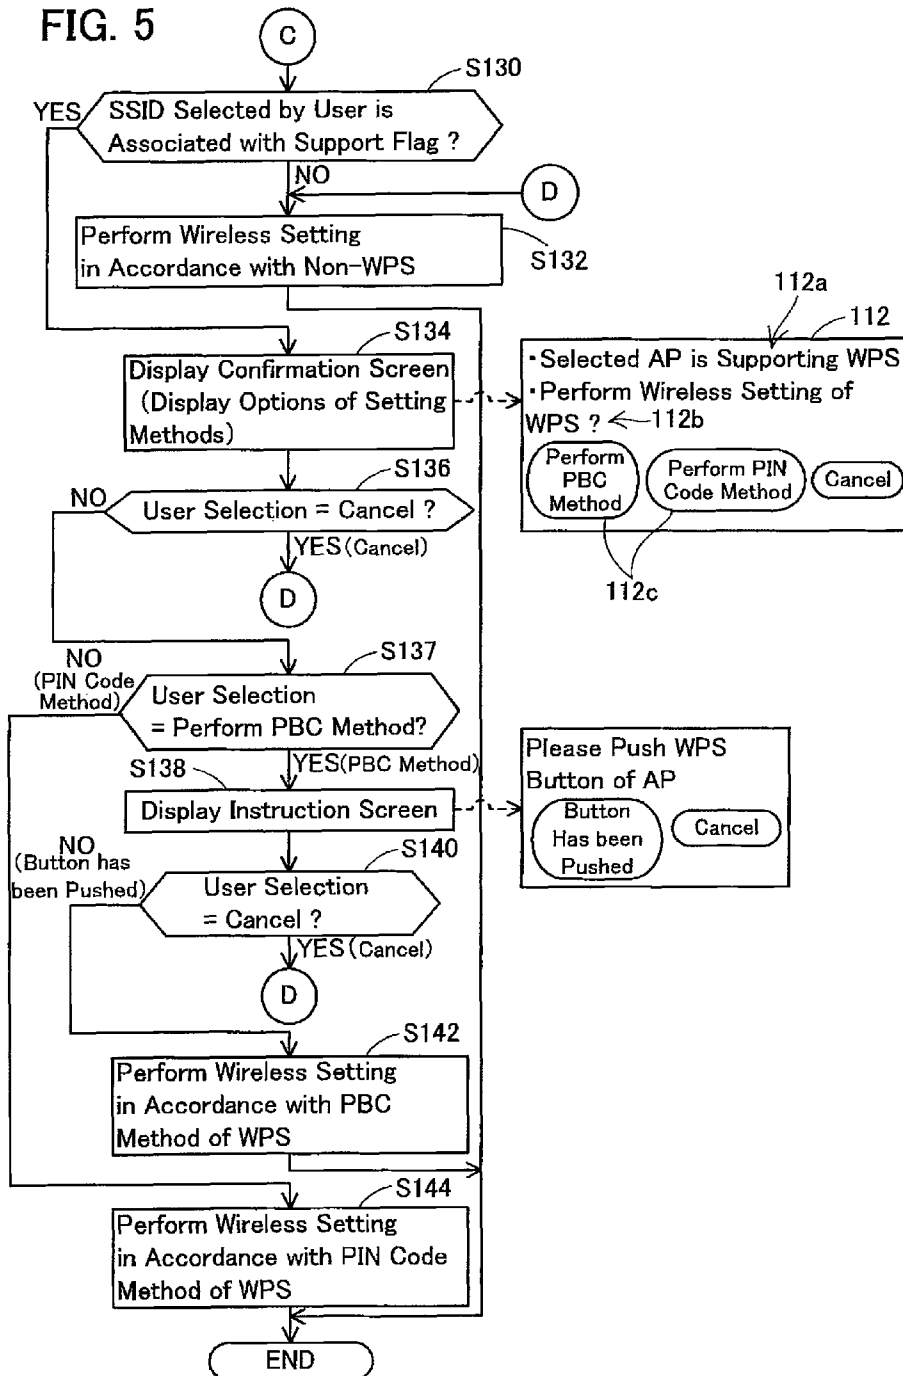 FIG. 5
C
S130
YES
SSID Selected by User is
Associated with Support Flag ?
NO
D
Perform Wireless Setting
in Accordance with Non-WPS
S132
S134
Display Confirmation Screen
(Display Options of Setting
Methods)
112a
112
・Selected AP is Supporting WPS
・Perform Wireless Setting of
WPS ?
112b
Perform
PBC
Method
Perform PIN
Code Method
Cancel
112c
S136
NO
User Selection = Cancel ?
YES(Cancel)
D
S137
NO
(PIN Code
Method)
User Selection
= Perform PBC Method?
YES(PBC Method)
S138
Display Instruction Screen
Please Push WPS
Button of AP
Button
Has been
Pushed
Cancel
S140
NO
(Button has
been Pushed)
User Selection
= Cancel ?
YES(Cancel)
D
S142
Perform Wireless Setting
in Accordance with PBC
Method of WPS
S144
Perform Wireless Setting
in Accordance with PIN Code
Method of WPS
END